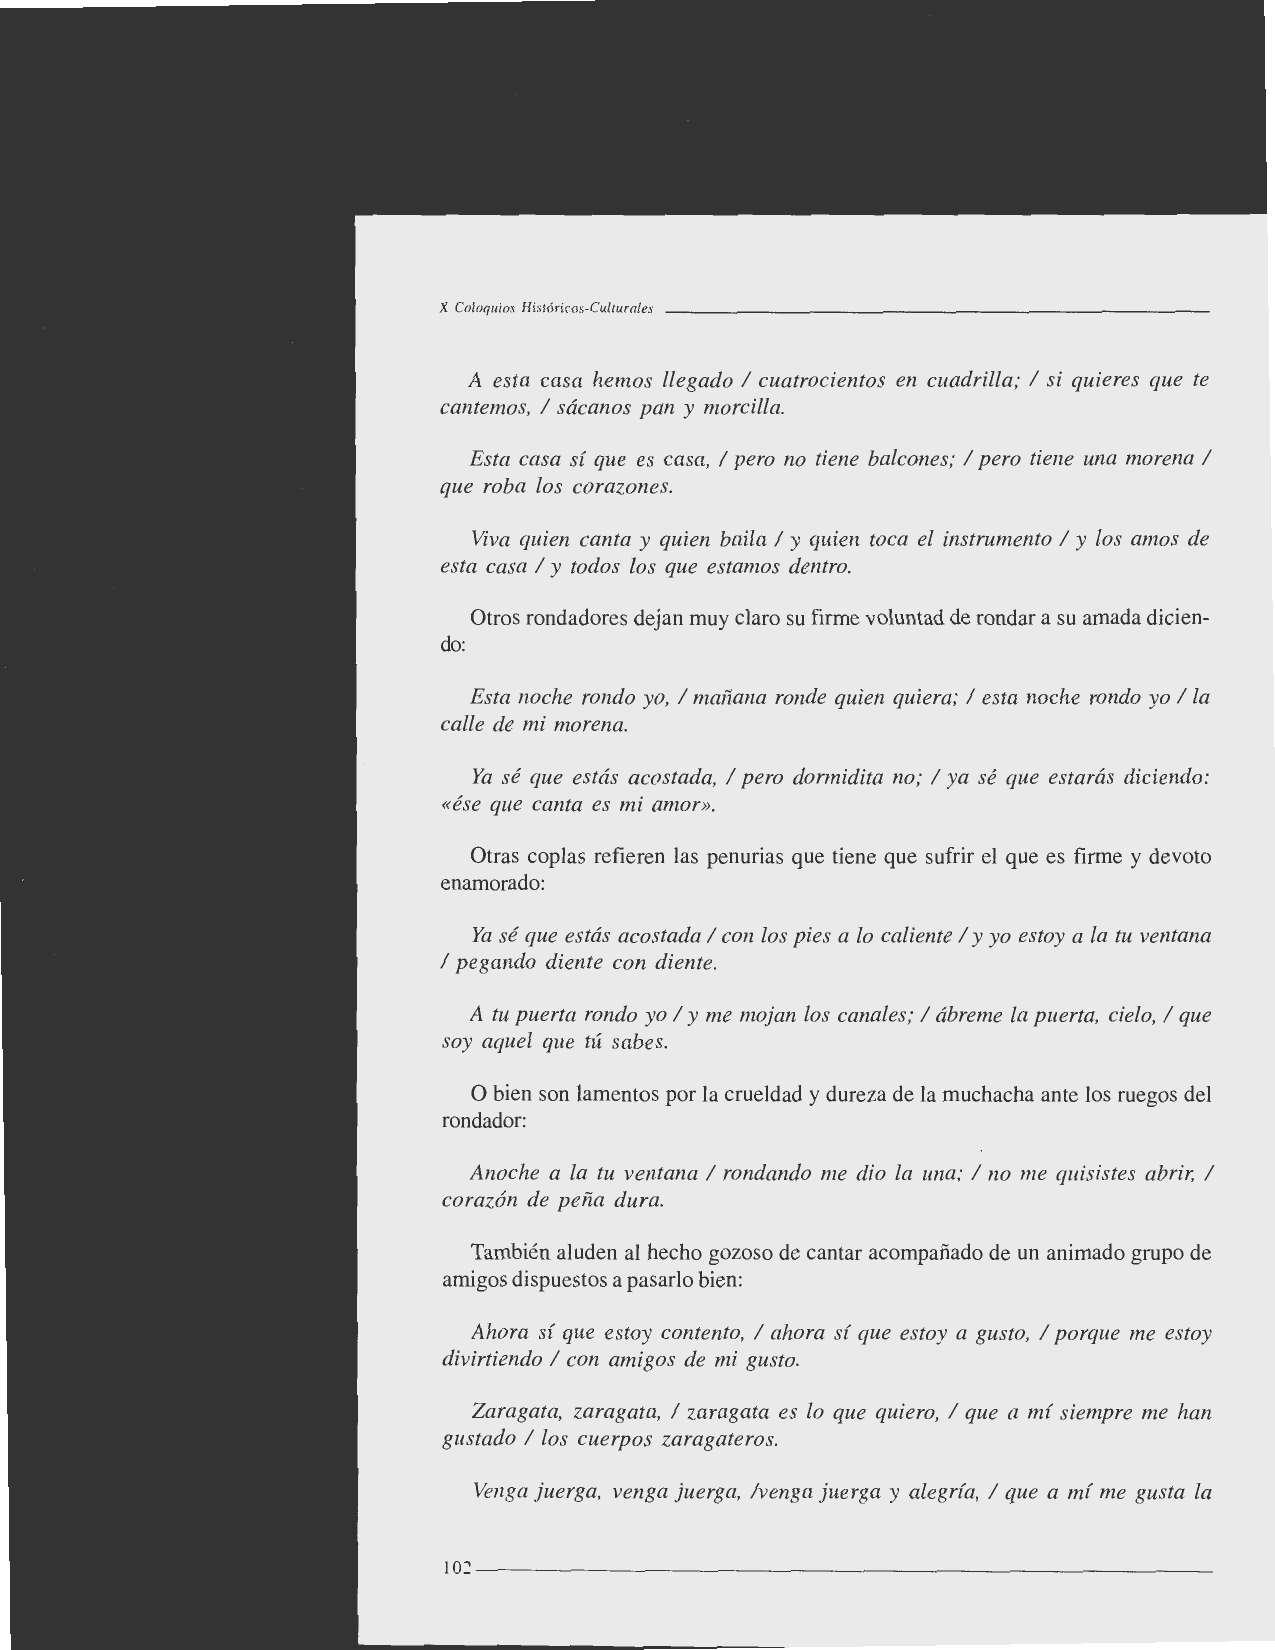 X Coloquios Históricos-Culturales
A esta casa hemos llegado / cuatrocientos en cuadrilla; / si quieres que te
cantemos, / sácanos pan y morcilla.
Esta casa sí que es casa, / pero no tiene balcones; / pero tiene una morena /
que roba los corazones.
Viva quien canta y quien baila / y quien toca el instrumento / y los amos de
esta casa / y todos los que estamos dentro.
Otros rondadores dejan muy claro su firme voluntad de rondar a su amada dicien-
do:
Esta noche rondo yo, / mañana ronde quien quiera; / esta noche rondo yo / la
calle de mi morena.
Ya sé que estás acostada, / pero dormidita no; / ya sé que estarás diciendo:
«ése que canta es mi amor».
Otras coplas refieren las penurias que tiene que sufrir el que es firme y devoto
enamorado:
Ya sé que estás acostada / con los pies a lo caliente / y yo estoy a la tu ventana
/ pegando diente con diente.
A tu puerta rondo yo / y me mojan los canales; / ábreme la puerta, cielo, / que
soy aquel que tú sabes.
O bien son lamentos por la crueldad y dureza de la muchacha ante los ruegos del
rondador:
Anoche a la tu ventana / rondando me dio la una; / no me quisistes abrir, /
corazón de peña dura.
También aluden al hecho gozoso de cantar acompañado de un animado grupo de
amigos dispuestos a pasarlo bien:
Ahora sí que estoy contento, / ahora sí que estoy a gusto, / porque me estoy
divirtiendo / con amigos de mi gusto.
Zaragata, zaragata, / zaragata es lo que quiero, / que a mí siempre me han
gustado / los cuerpos zaragateros.
Venga juerga, venga juerga, /venga juerga y alegría, / que a mí me gusta la
102